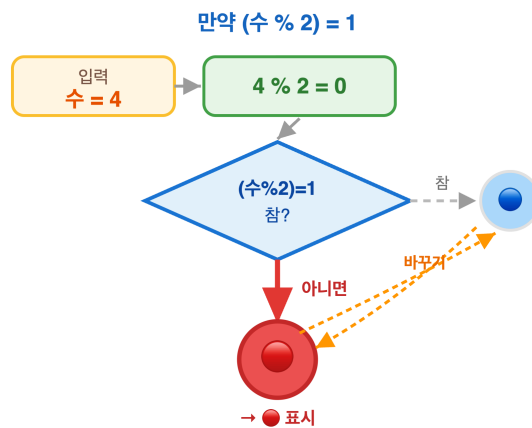 만약 (수 % 2) = 1
입력
수 = 4
4 % 2 = 0
(수%2)=1
참?
참
바꾸기
아니면
→ 🔴 표시